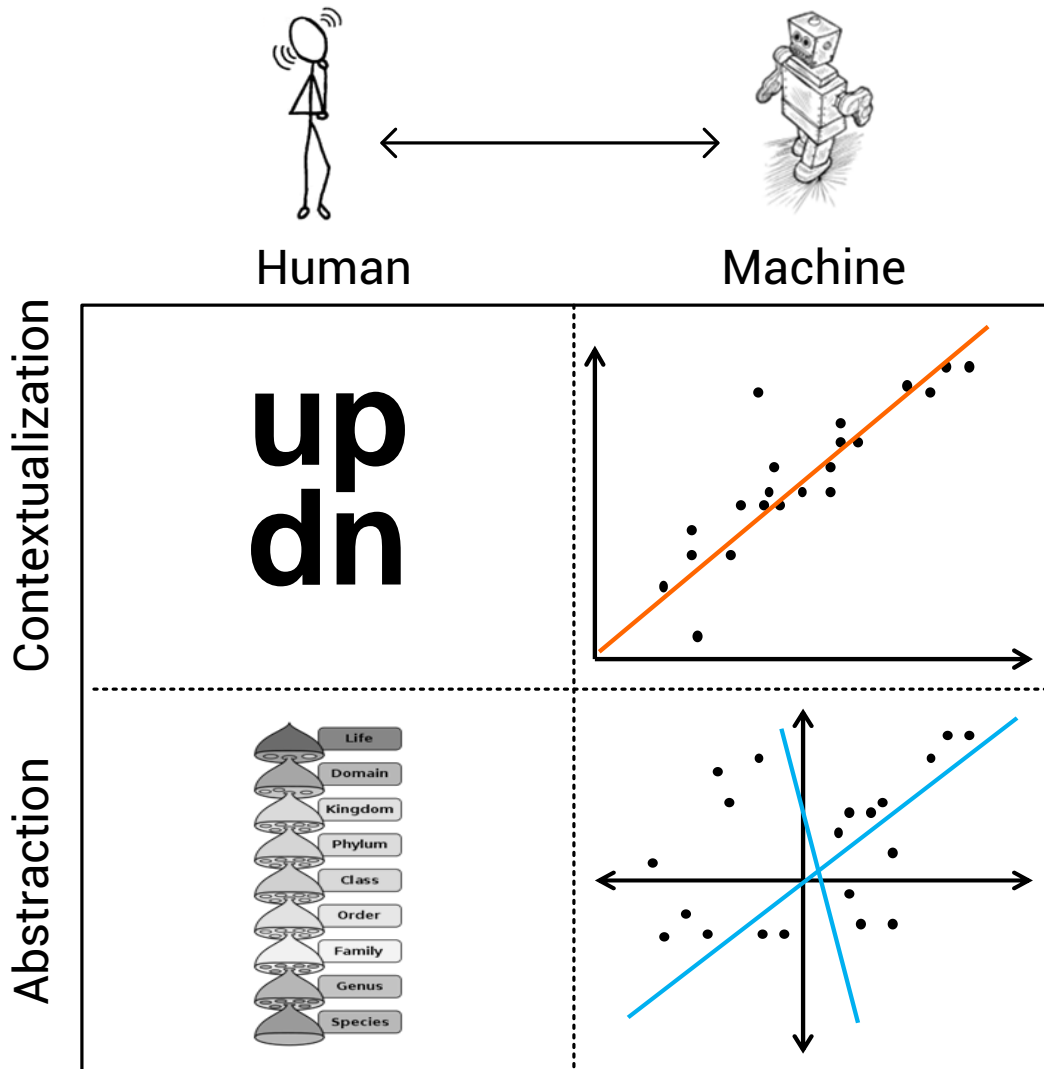 Human
Machine
Contextualization
up
dn
Abstraction
Life
Domain
Kingdom
Phylum
Class
Order
Family
Genus
Species